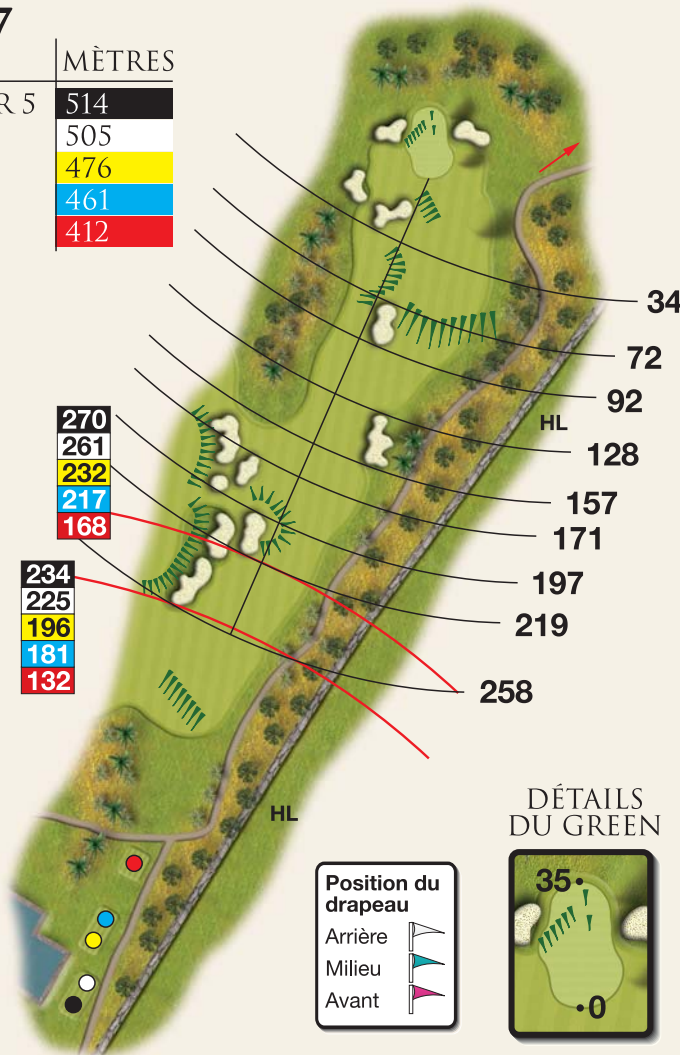 7
MÈTRES
R 5 514
505
476
461
412
34
72
92
HL
128
157
171
197
219
258
270
261
232
217
168
234
225
196
181
132
HL
Position du
drapeau
Arrière
Milieu
Avant
DÉTAILS
DU GREEN
35
0